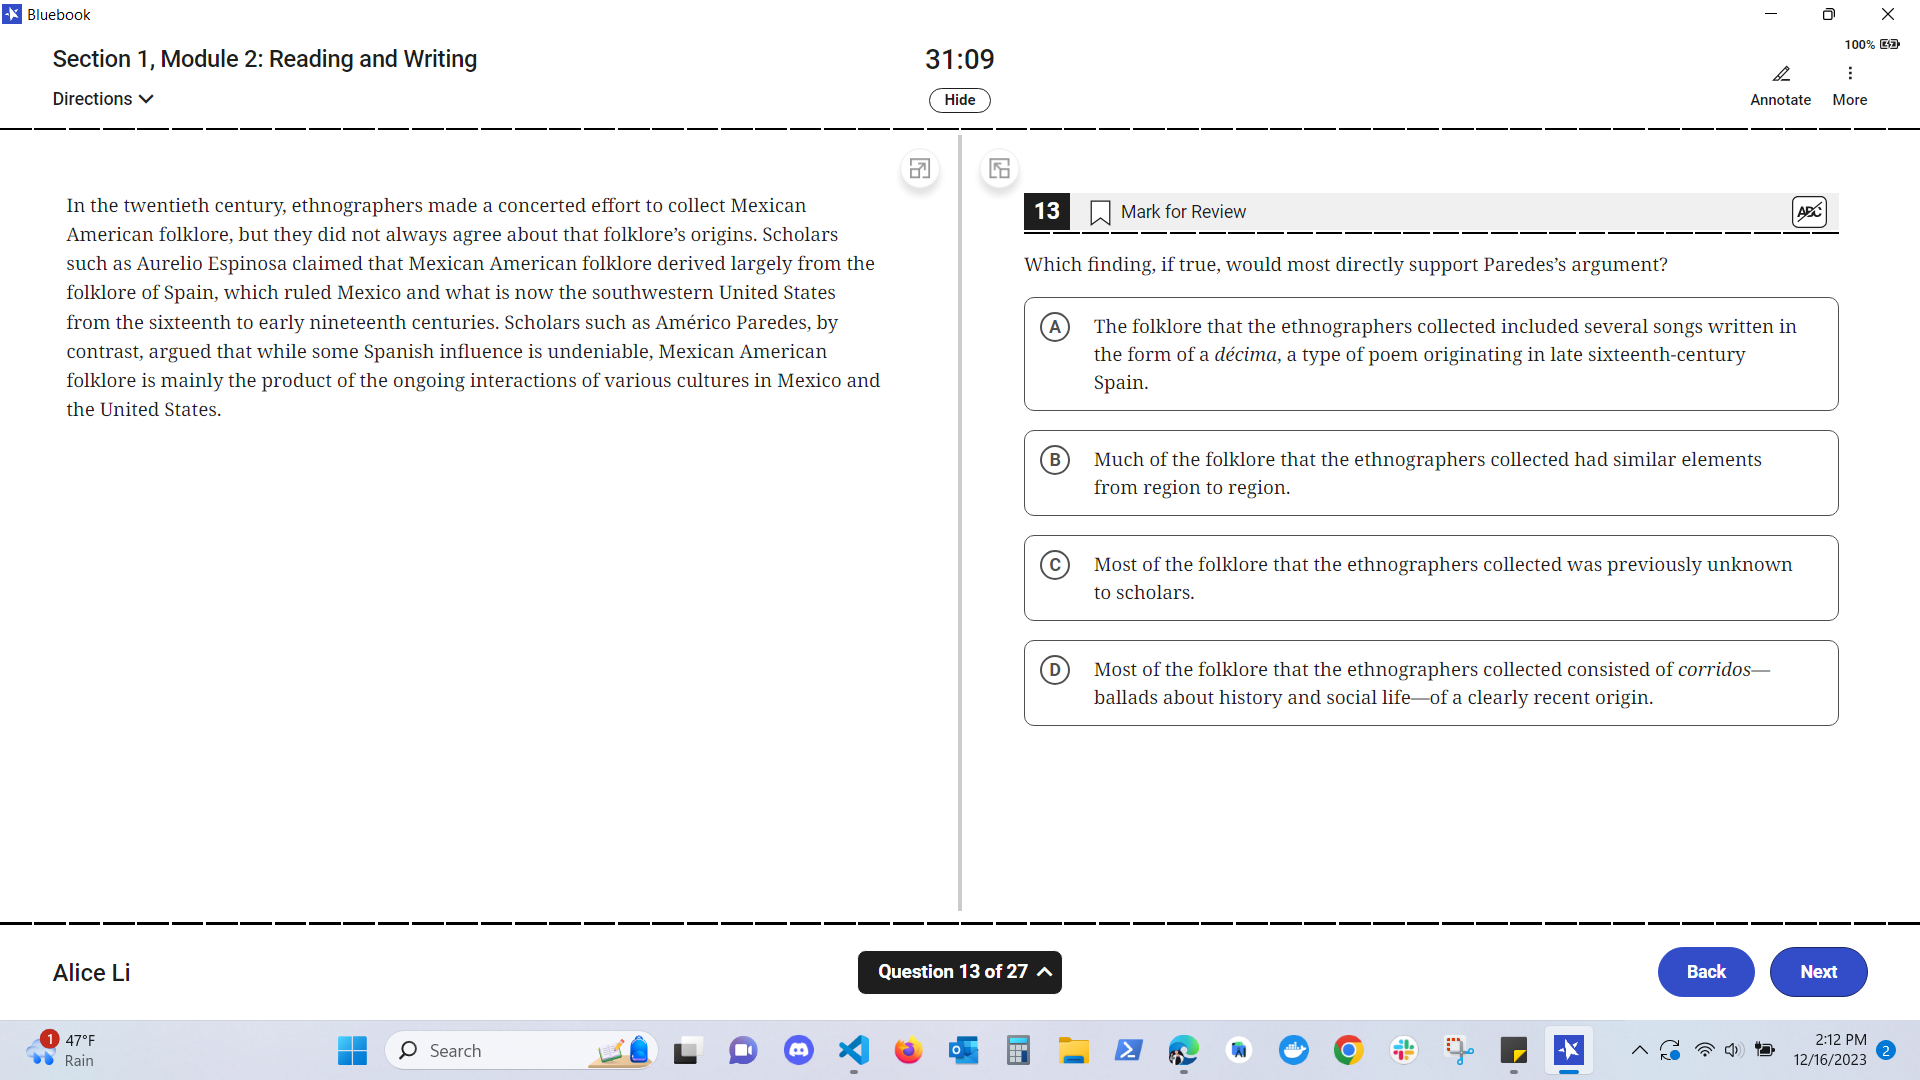 Bluebook
Section 1, Module 2: Reading and Writing
31:09
100%
Directions
Hide
Annotate
More
In the twentieth century, ethnographers made a concerted effort to collect Mexican
American folklore, but they did not always agree about that folklore's origins. Scholars
such as Aurelio Espinosa claimed that Mexican American folklore derived largely from the
folklore of Spain, which ruled Mexico and what is now the southwestern United States
from the sixteenth to early nineteenth centuries. Scholars such as Américo Paredes, by
contrast, argued that while some Spanish influence is undeniable, Mexican American
folklore is mainly the product of the ongoing interactions of various cultures in Mexico and
the United States.
13
Mark for Review
ABC
Which finding, if true, would most directly support Paredes's argument?
A
The folklore that the ethnographers collected included several songs written in
the form of a décima, a type of poem originating in late sixteenth-century
Spain.
B
Much of the folklore that the ethnographers collected had similar elements
from region to region.
C
Most of the folklore that the ethnographers collected was previously unknown
to scholars.
D
Most of the folklore that the ethnographers collected consisted of corridos—
ballads about history and social life—of a clearly recent origin.
Alice Li
Question 13 of 27
Back
Next
1
47°F
Rain
Search
2:12 PM
12/16/2023
2